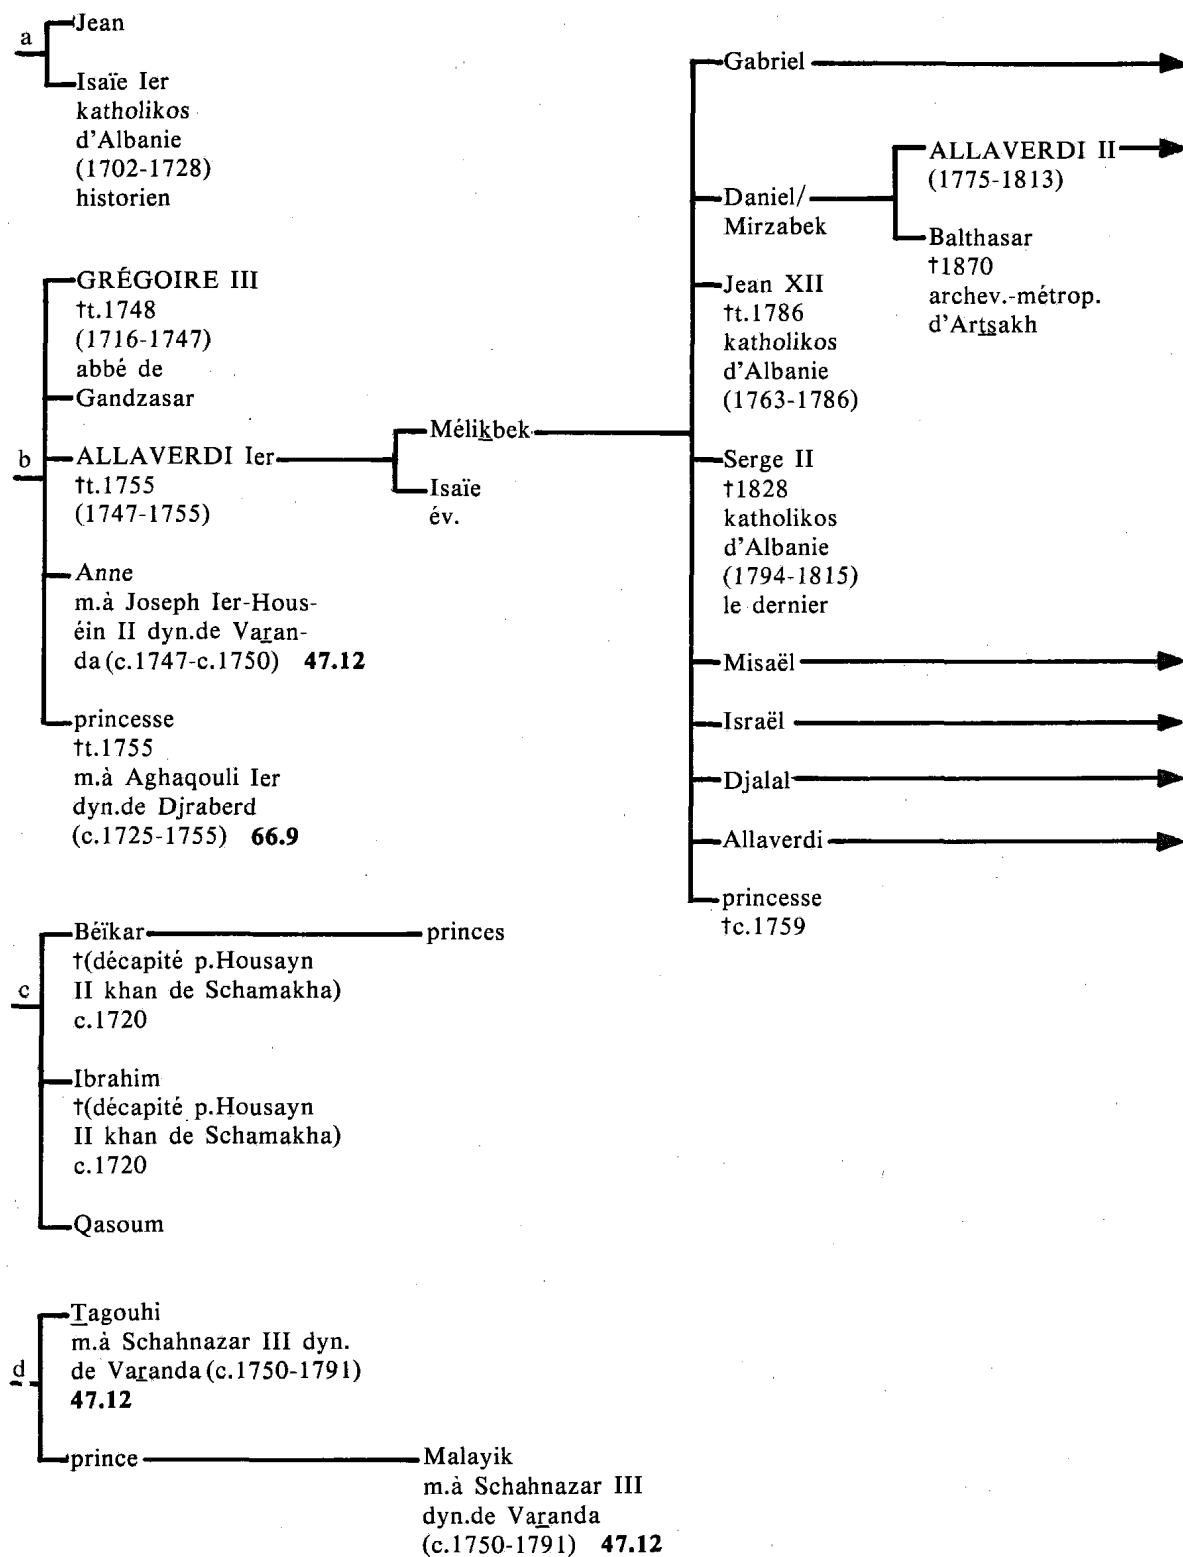 a
Jean
Isaïe Ier
katholikos
d'Albanie
(1702-1728)
historien
b
GRÉGOIRE III
†t.1748
(1716-1747)
abbé de
Gandzasar
ALLAVERDI Ier
†t.1755
(1747-1755)
Anne
m.à Joseph Ier-Hous-
éin II dyn.de Varan-
da (c.1747-c.1750) 47.12
princesse
†t.1755
m.à Aghaqouli Ier
dyn.de Djraberd
(c.1725-1755) 66.9
Mélikbek
Isaïe
év.
Gabriel
Daniel/
Mirzabek
ALLAVERDI II
(1775-1813)
Balthasar
†1870
archev.-métrop.
d'Artsakh
Jean XII
†t.1786
katholikos
d'Albanie
(1763-1786)
Serge II
†1828
katholikos
d'Albanie
(1794-1815)
le dernier
Misaël
Israël
Djalal
Allaverdi
princesse
†c.1759
c
Béïkar
†(décapité p.Housayn
II khan de Schamakha)
c.1720
princes
Ibrahim
†(décapité p.Housayn
II khan de Schamakha)
c.1720
Qasoum
d
Tagouhi
m.à Schahnazar III dyn.
de Varanda (c.1750-1791)
47.12
prince
Malayik
m.à Schahnazar III
dyn.de Varanda
(c.1750-1791) 47.12